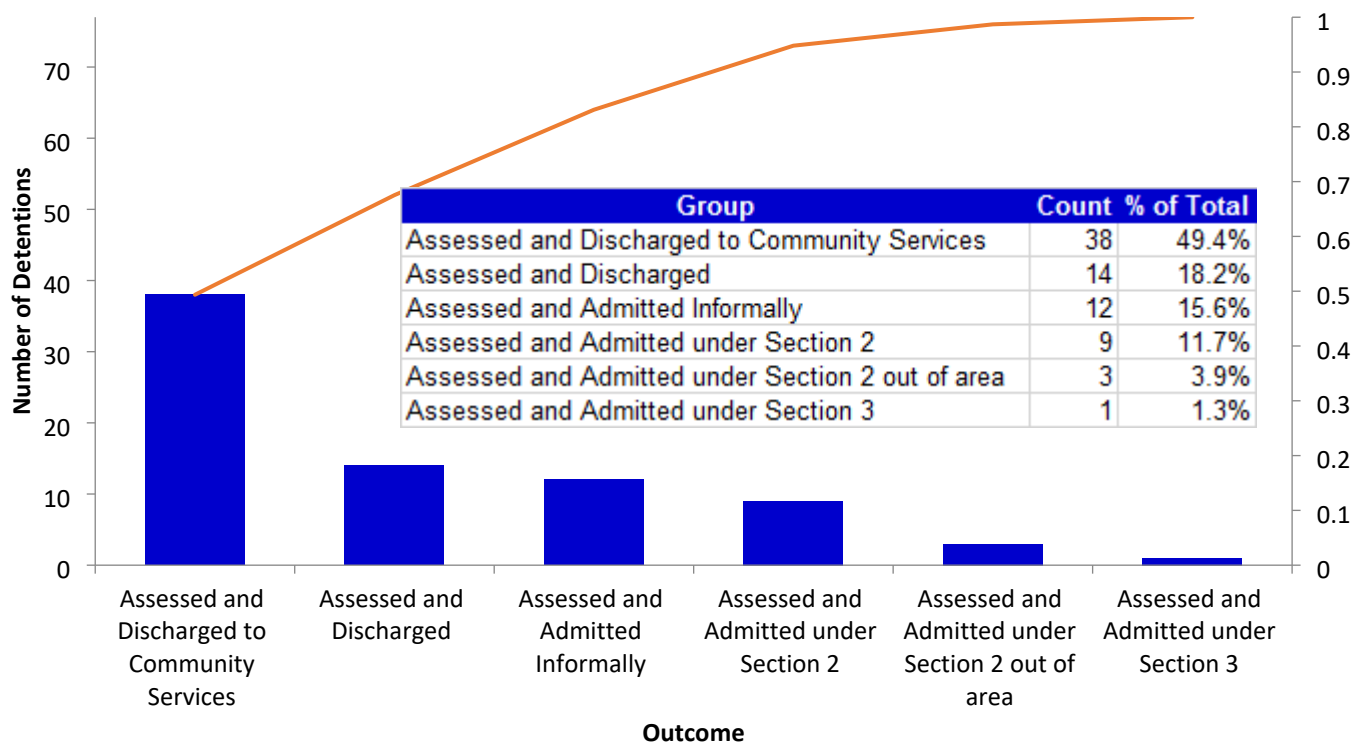 Number of Detentions
70
60
50
40
30
20
10
0
1
0.9
0.8
0.7
0.6
0.5
0.4
0.3
0.2
0.1
0
Group Count % of Total
Assessed and Discharged to Community Services 38 49.4%
Assessed and Discharged 14 18.2%
Assessed and Admitted Informally 12 15.6%
Assessed and Admitted under Section 2 9 11.7%
Assessed and Admitted under Section 2 out of area 3 3.9%
Assessed and Admitted under Section 3 1 1.3%
Assessed and
Discharged to
Community
Services
Assessed and
Discharged
Assessed and
Admitted
Informally
Assessed and
Admitted under
Section 2
Assessed and
Admitted under
Section 2 out of
area
Assessed and
Admitted under
Section 3
Outcome